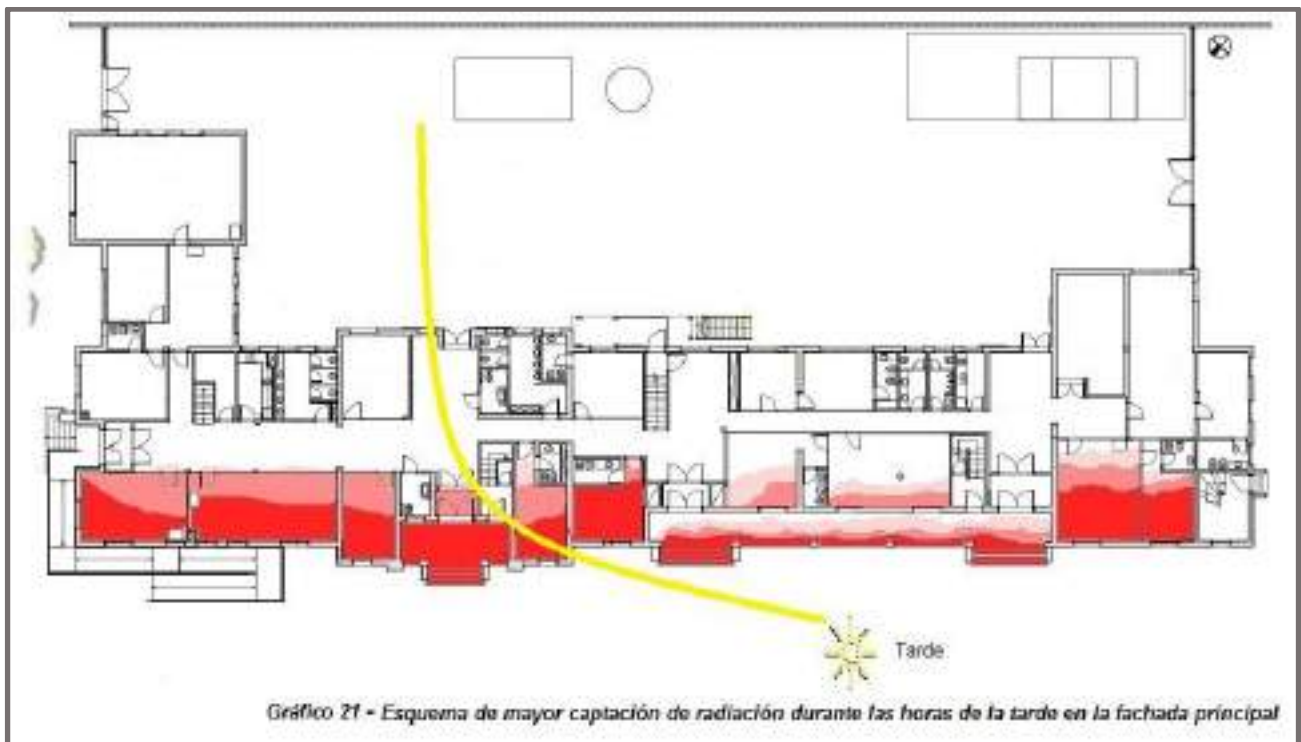 Tarde
Gráfico 21 - Esquema de mayor captación de radiación durante las horas de la tarde en la fachada principal